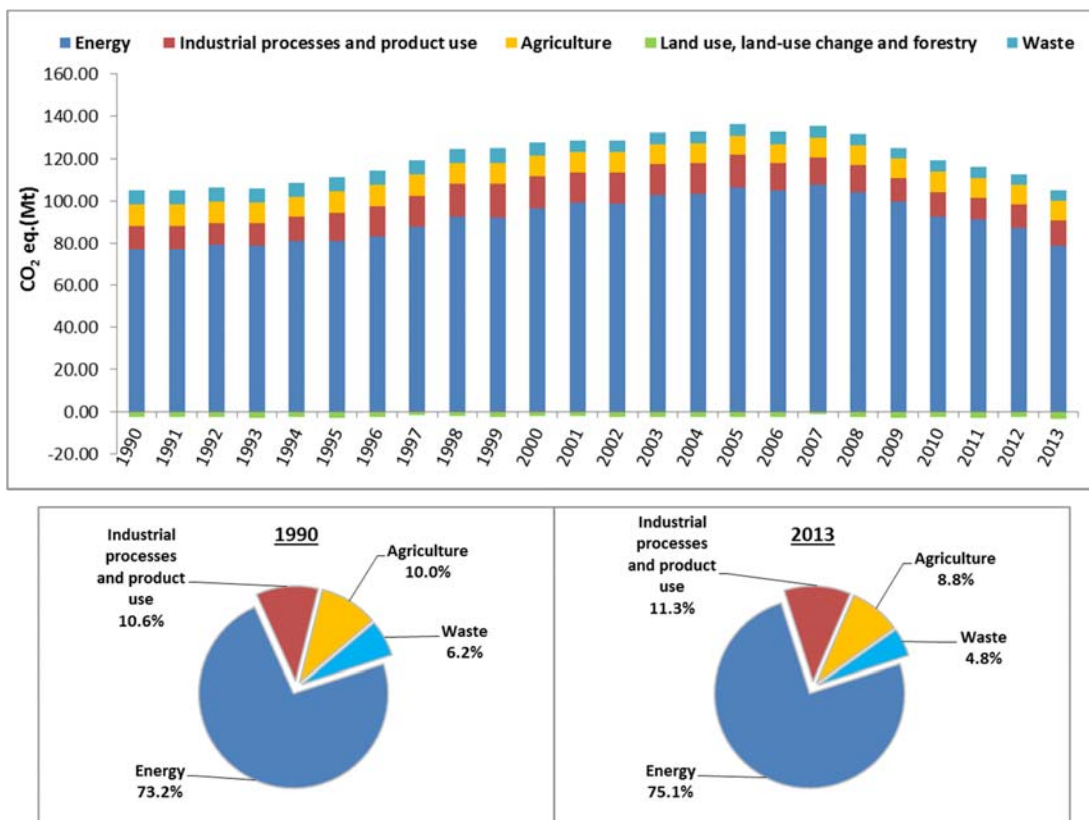 Energy
Industrial processes and product use
Agriculture
Land use, land-use change and forestry
Waste
CO₂ eq.(Mt)
160.00
140.00
120.00
100.00
80.00
60.00
40.00
20.00
0.00
-20.00
1990
1991
1992
1993
1994
1995
1996
1997
1998
1999
2000
2001
2002
2003
2004
2005
2006
2007
2008
2009
2010
2011
2012
2013
1990
Industrial
processes
and product
use
10.6%
Agriculture
10.0%
Waste
6.2%
Energy
73.2%
2013
Industrial
processes
and product
use
11.3%
Agriculture
8.8%
Waste
4.8%
Energy
75.1%